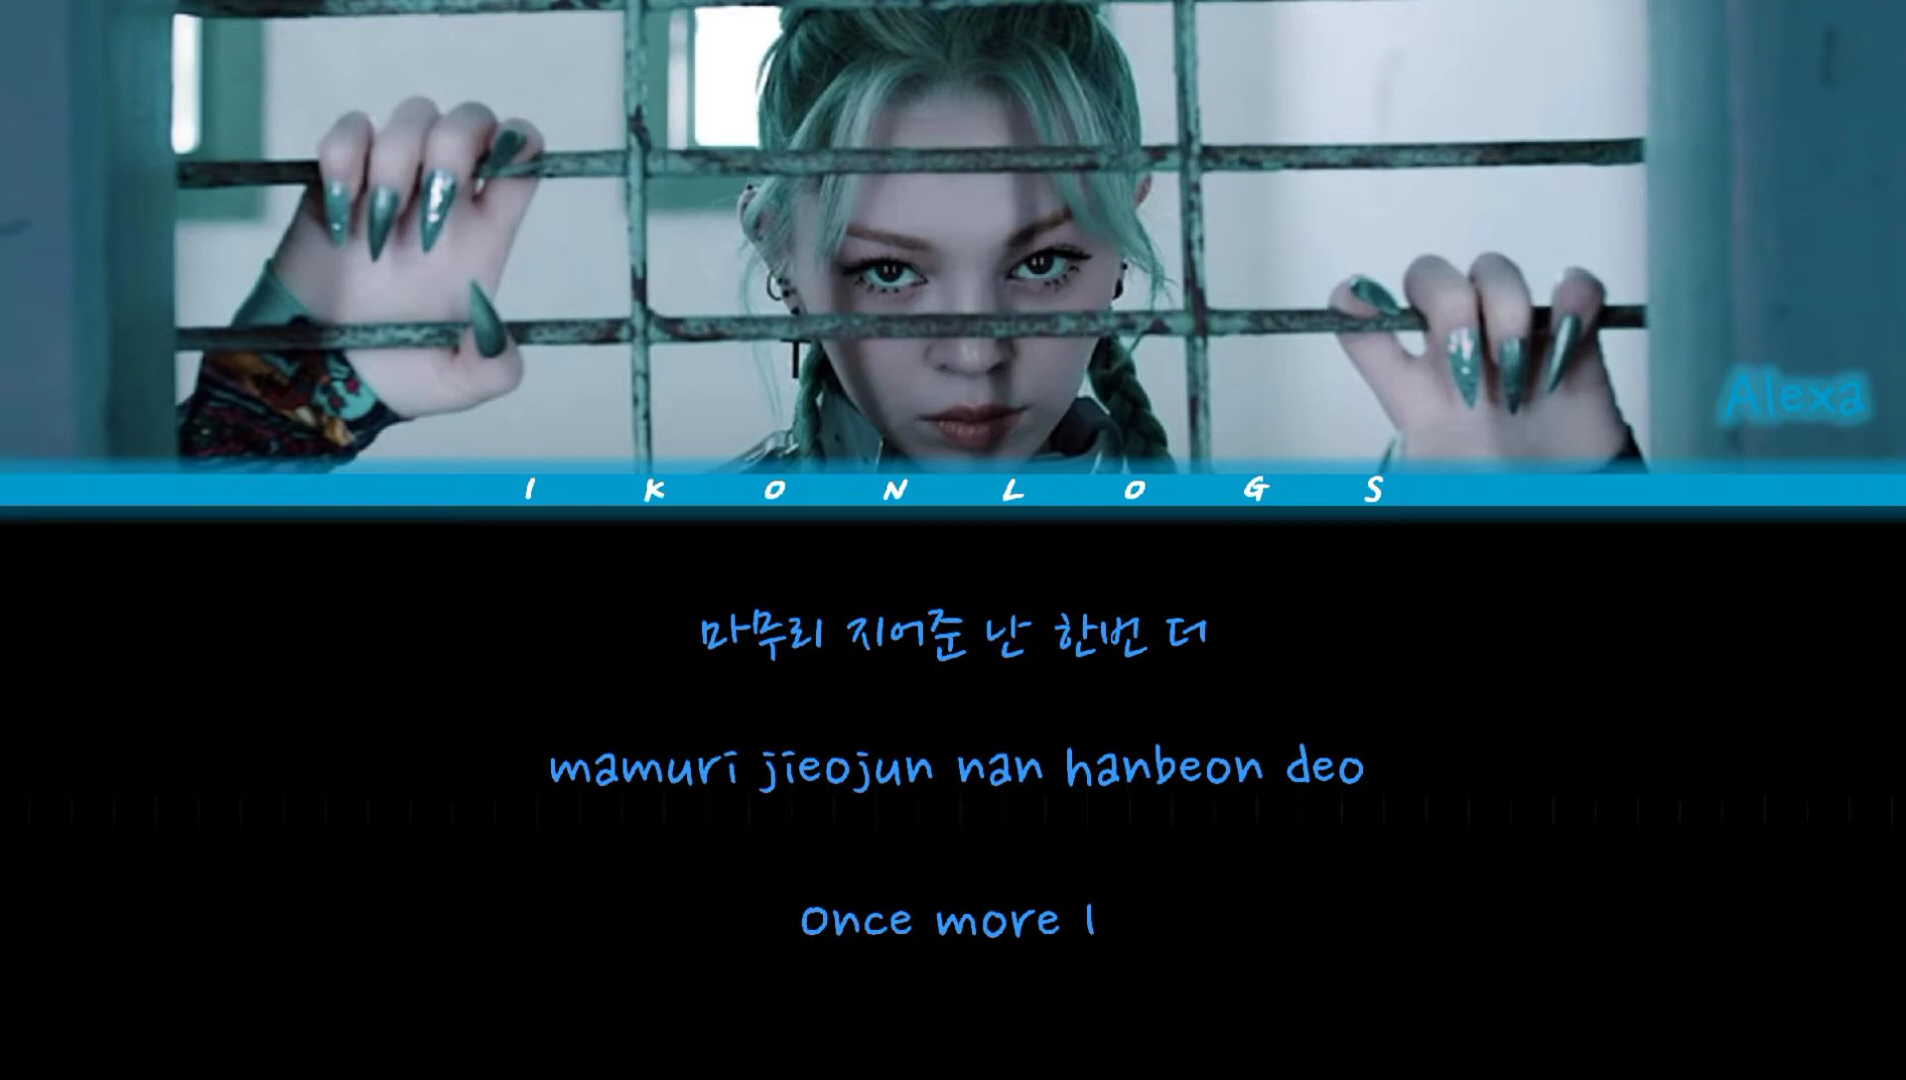 Alexa
I K O N L O G S
마무리 지어준 난 한번 더
mamuri jieojun nan hanbeon deo
Once more I